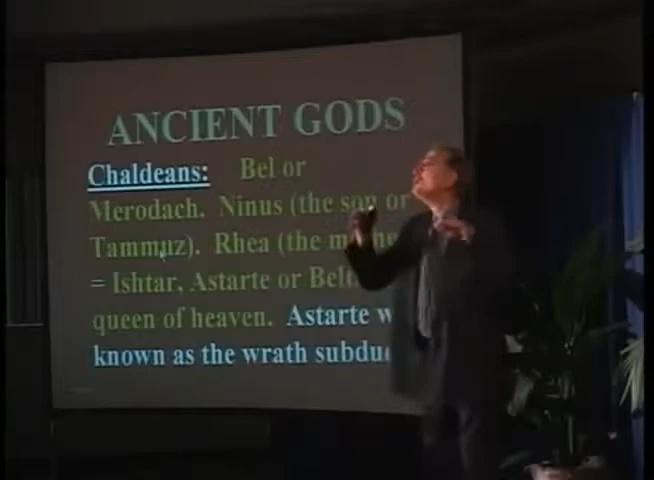 ANCIENT GODS
Chaldeans: Bel or
Merodach. Ninus (the son or
Tammuz). Rhea (the
= Ishtar, Astarte or
queen of heaven. Astarte
known as the wrath